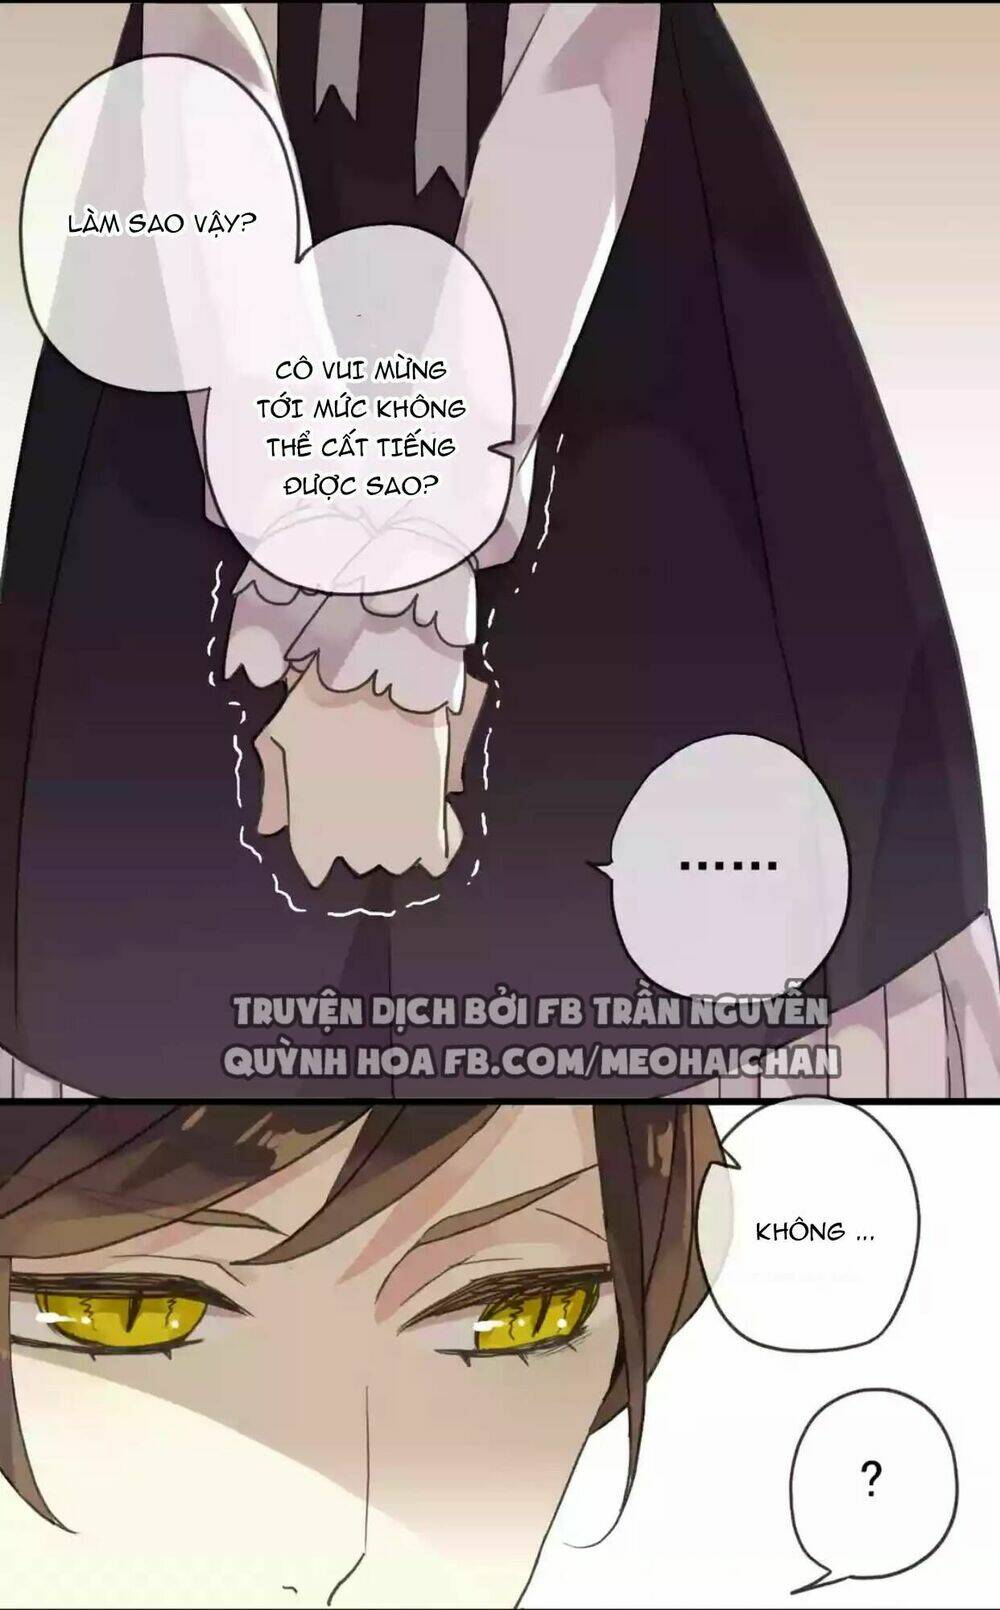 LÀM SAO VẬY?
CÔ VUI MỪNG
TỚI MỨC KHÔNG
THỂ CẤT TIẾNG
ĐƯỢC SAO?
......
TRUYỆN DỊCH BỞI FB TRẦN NGUYỄN
QUỲNH HOA FB.COM/MEOHAICHAN
KHÔNG ...
?